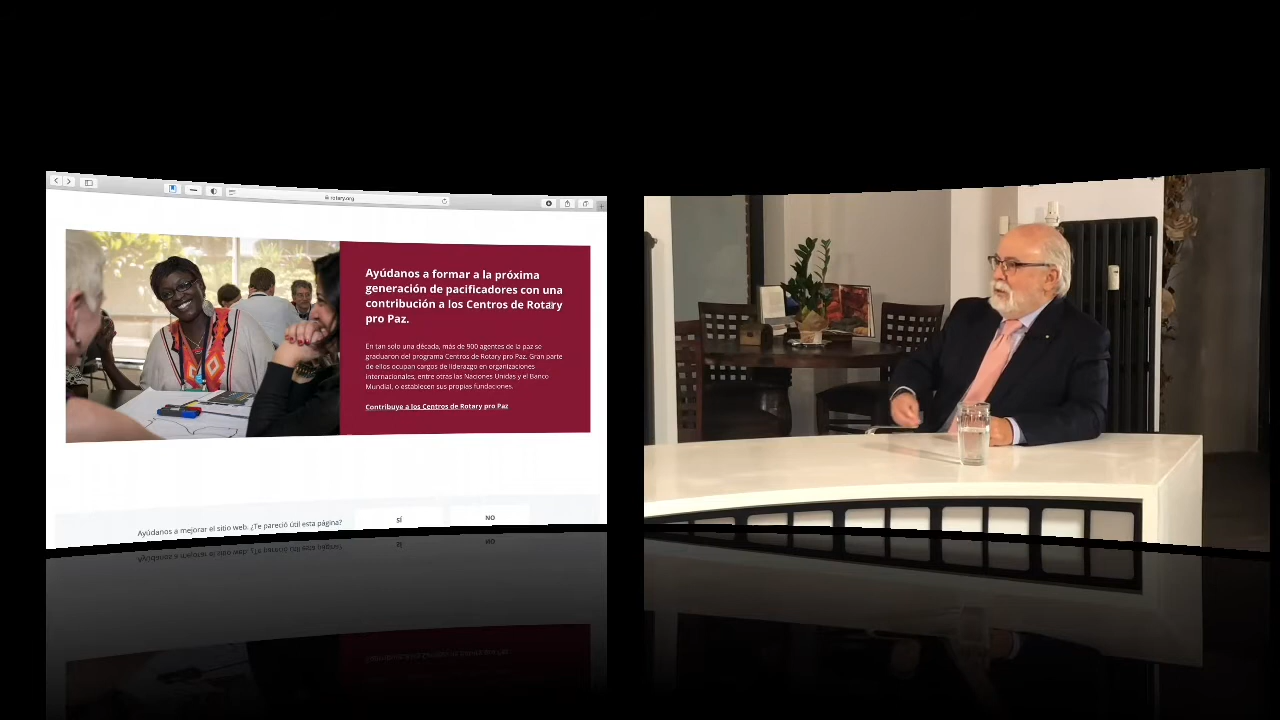 rotary.org
Ayúdanos a formar a la próxima
generación de pacificadores con una
contribución a los Centros de Rotary
pro Paz.
En tan solo una década, más de 900 agentes de la paz se
graduaron del programa Centros de Rotary pro Paz. Gran parte
de ellos ocupan cargos de liderazgo en organizaciones
internacionales, entre otras las Naciones Unidas y el Banco
Mundial, o establecen sus propias fundaciones.
Contribuye a los Centros de Rotary pro Paz
Ayúdanos a mejorar el sitio web. ¿Te pareció útil esta página?
SÍ
NO